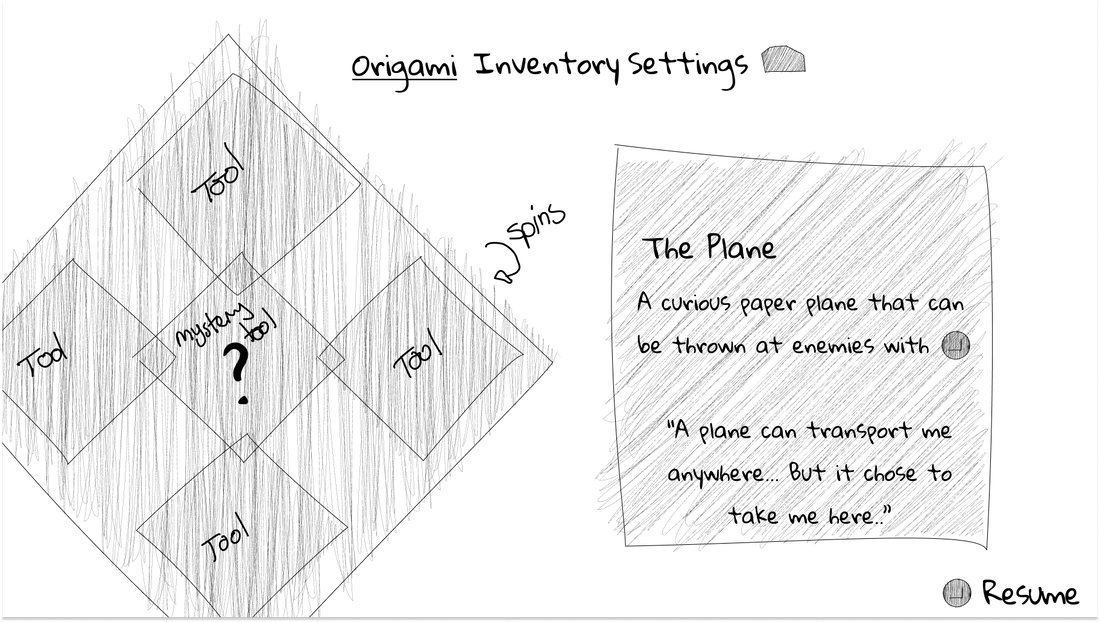 Origami Inventory Settings
Tool
spins
Tool
mystery
tool
?
Tool
Tool
The Plane
A curious paper plane that can
be thrown at enemies with
"A plane can transport me
anywhere... But it chose to
take me here.."
Resume